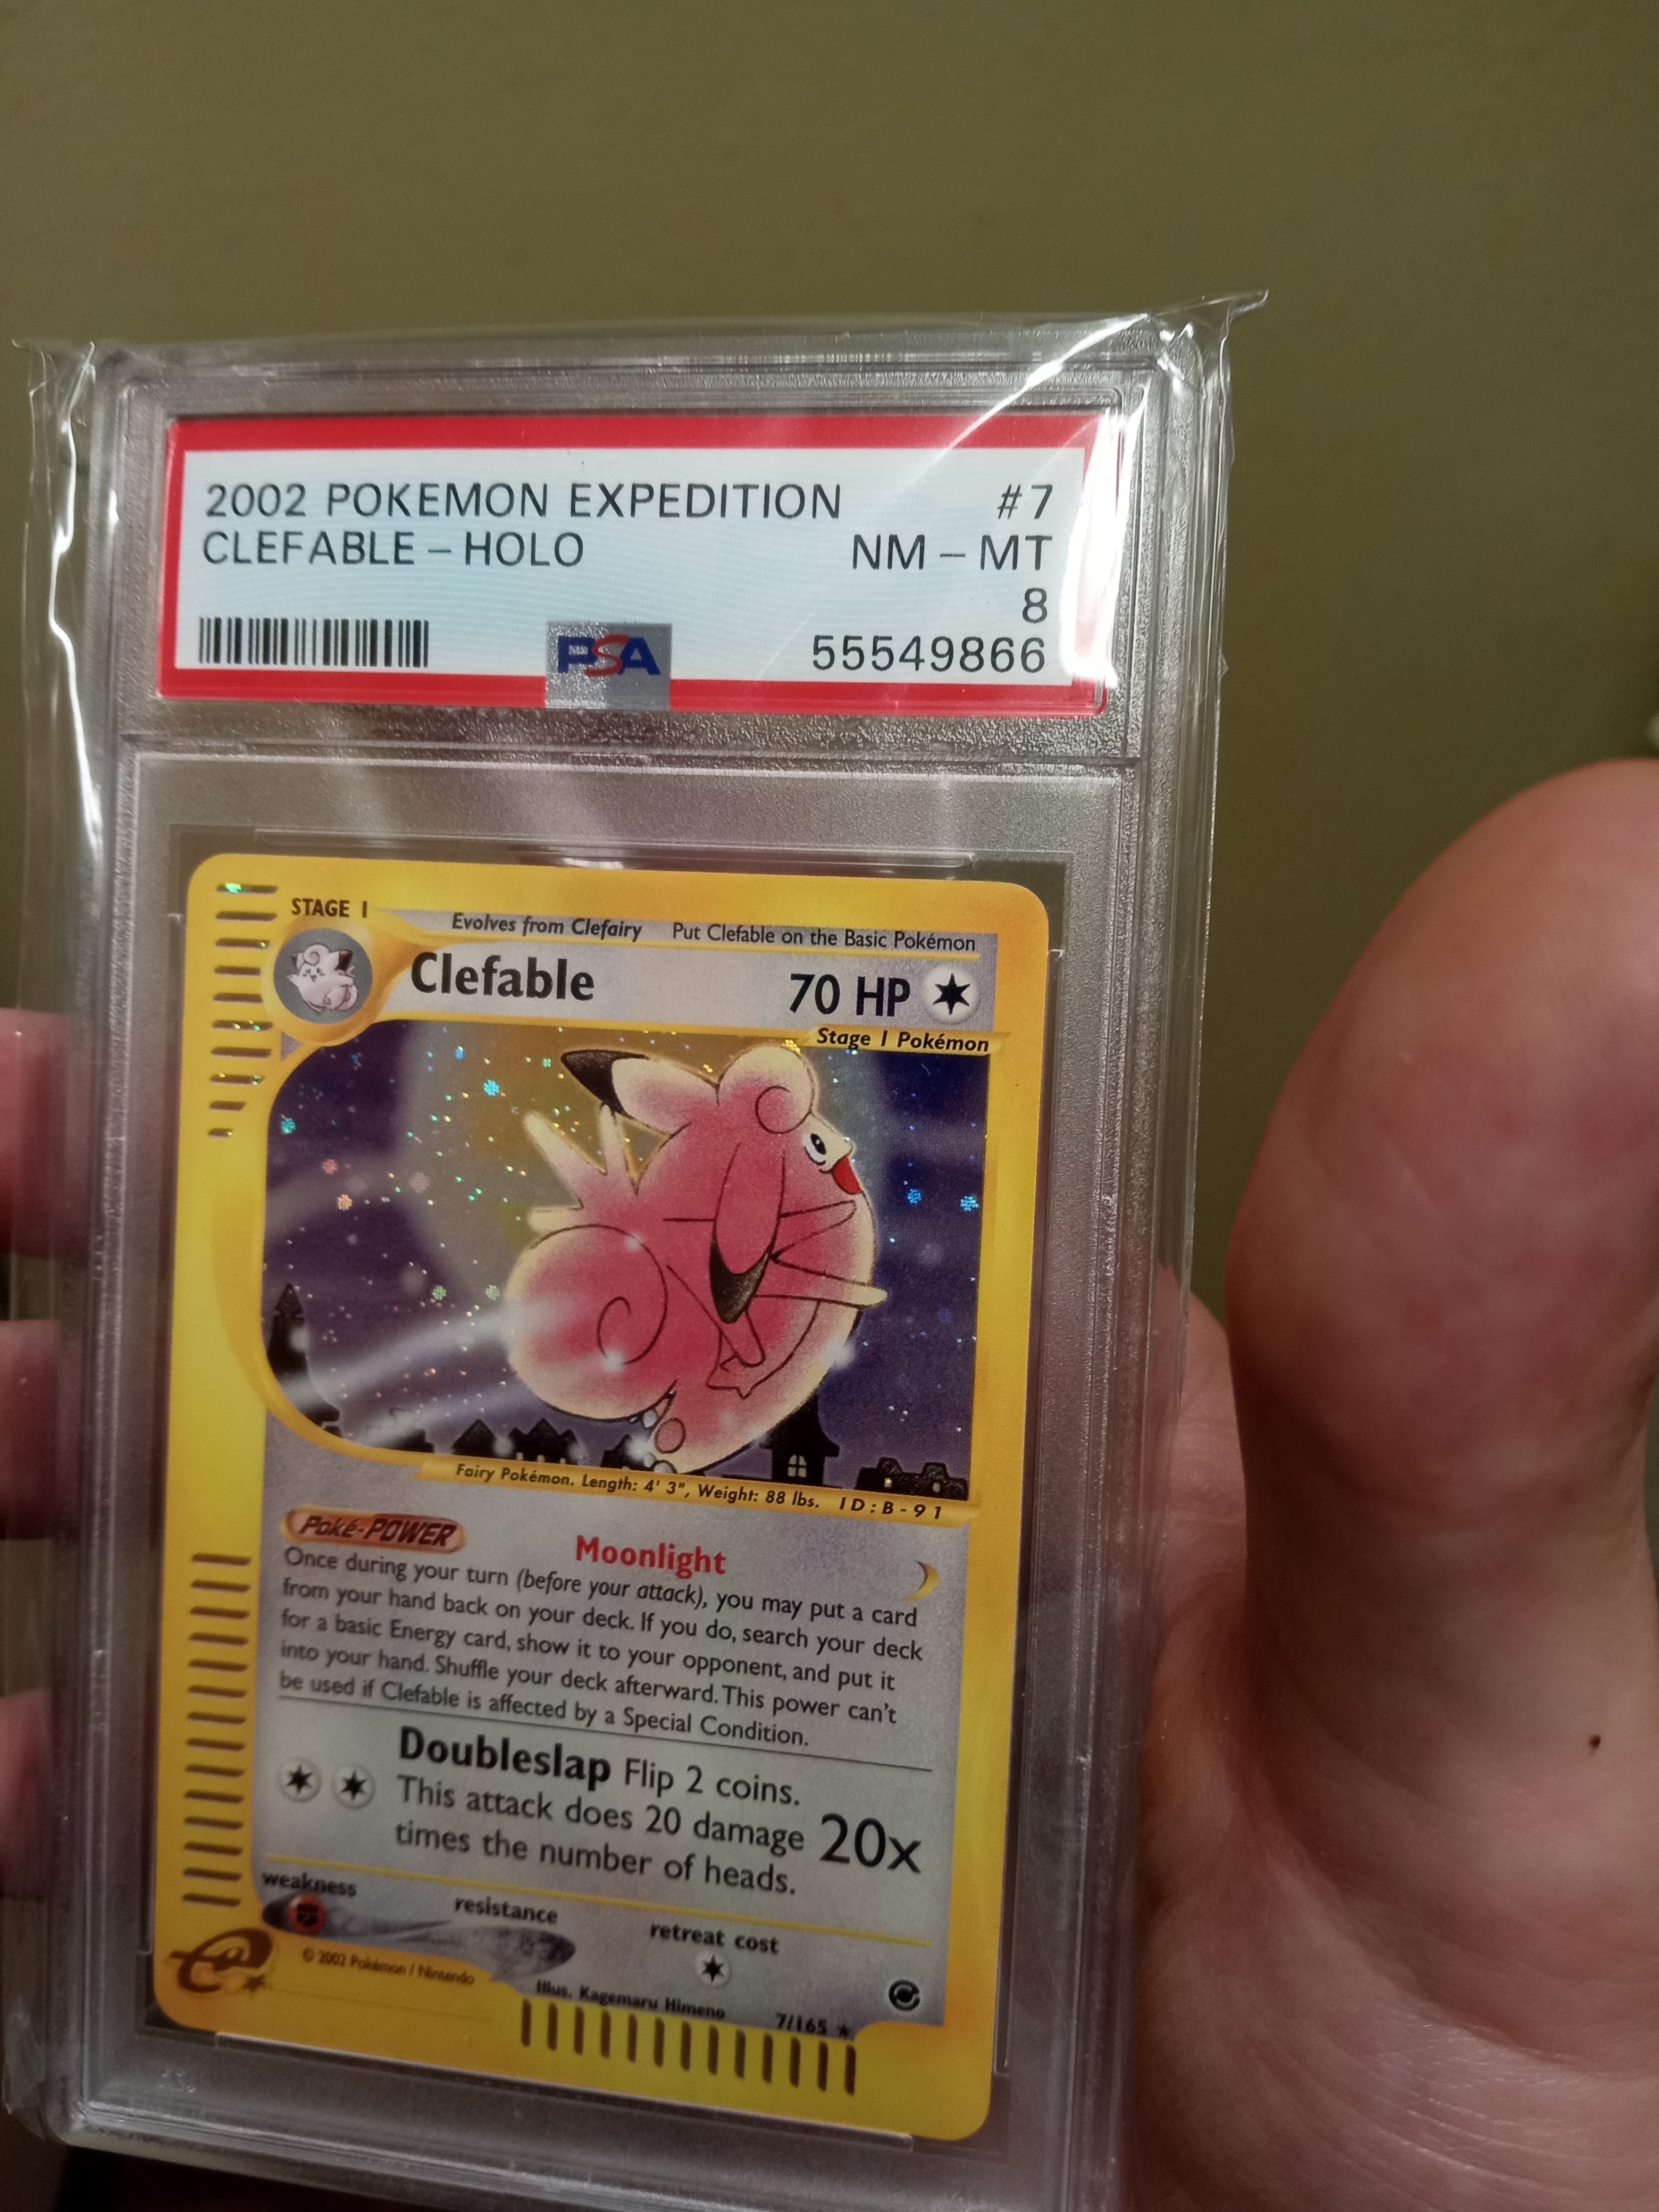 2002 POKEMON EXPEDITION #7
CLEFABLE - HOLO NM - MT
8
PSA 55549866
STAGE 1 Evolves from Clefairy Put Clefable on the Basic Pokémon
Clefable 70 HP
Stage 1 Pokémon
Fairy Pokémon. Length: 4' 3", Weight: 88 lbs. ID:B-91
Poké-POWER Moonlight
Once during your turn (before your attack), you may put a card
from your hand back on your deck. If you do, search your deck
for a basic Energy card, show it to your opponent, and put it
into your hand. Shuffle your deck afterward. This power can't
be used if Clefable is affected by a Special Condition.
Doubleslap Flip 2 coins.
This attack does 20 damage 20x
times the number of heads.
weakness resistance retreat cost
© 2002 Pokémon / Nintendo
Illus. Kagemaru Himeno 7/165 ★